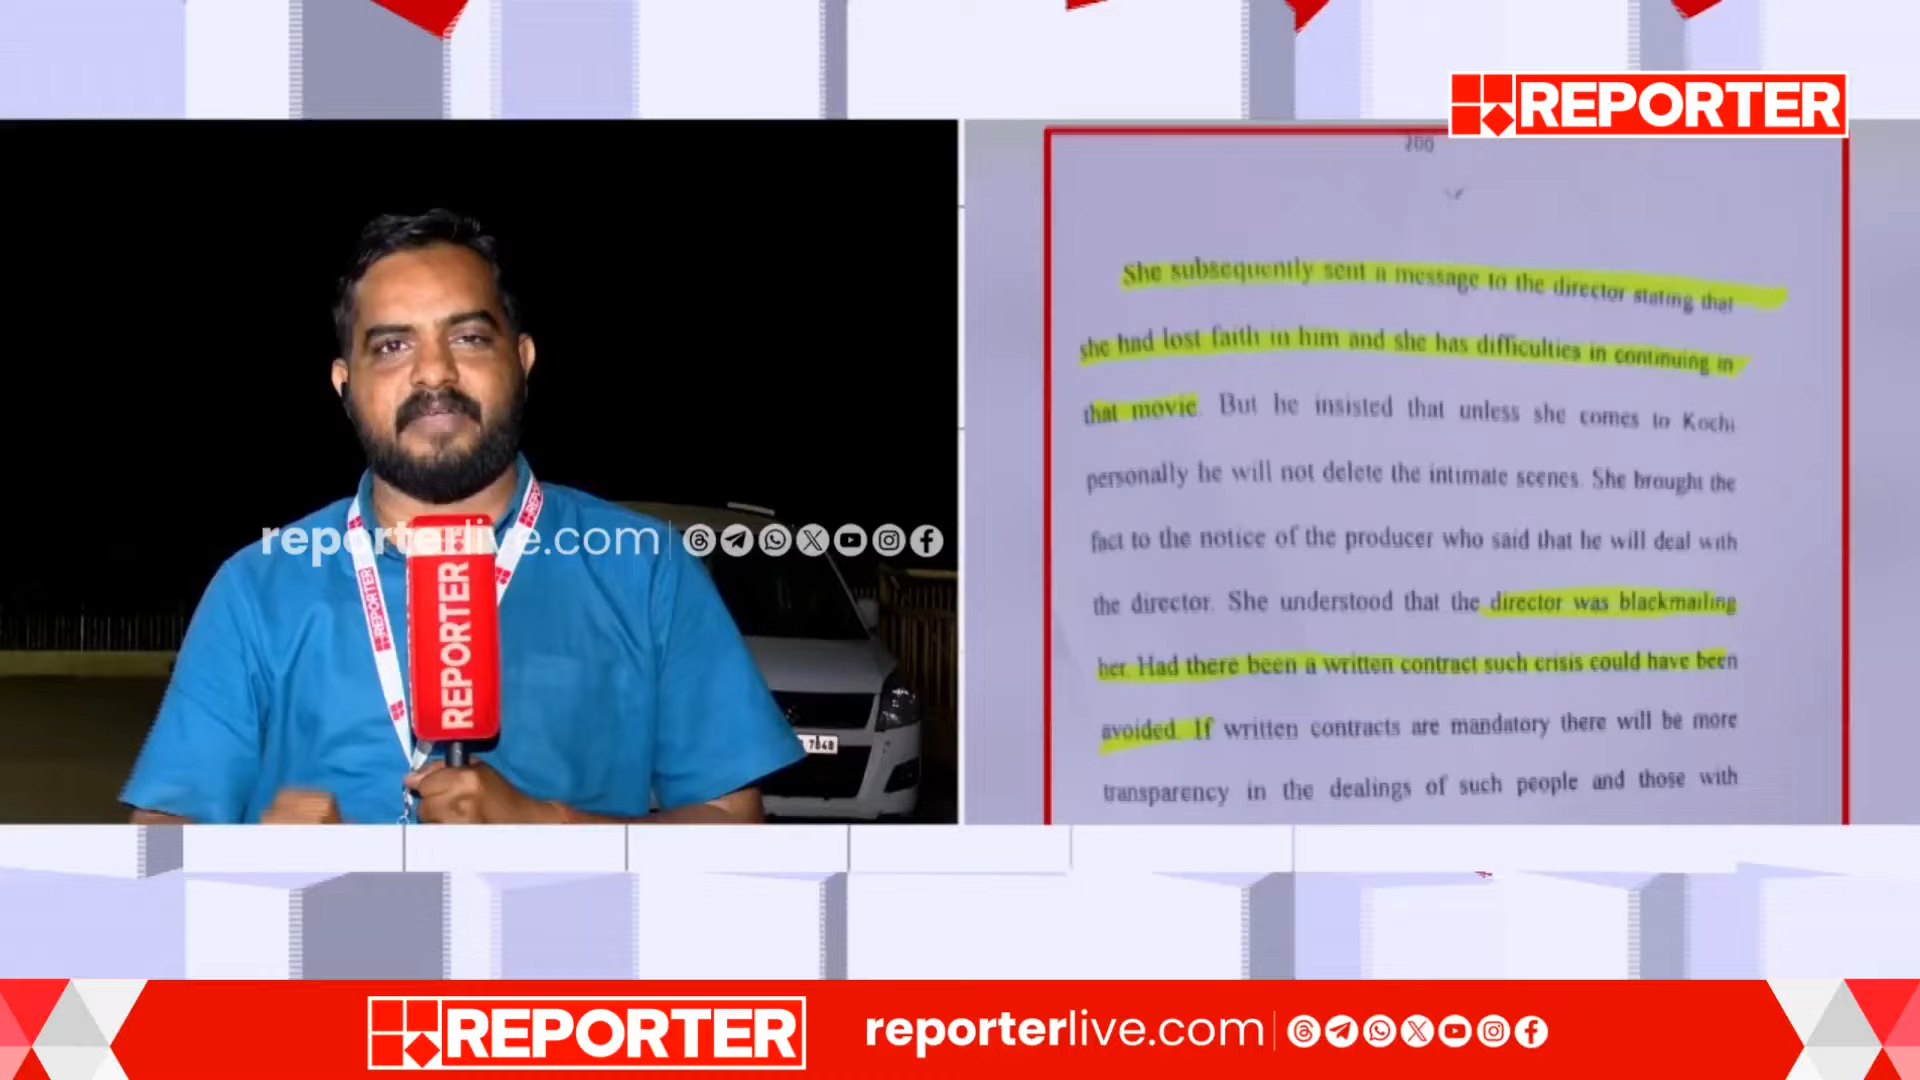 REPORTER
200
She subsequently sent a message to the director stating that
she had lost faith in him and she has difficulties in continuing in
that movie. But he insisted that unless she comes to Kochi
personally he will not delete the intimate scenes. She brought the
fact to the notice of the producer who said that he will deal with
the director. She understood that the director was blackmailing
her. Had there been a written contract such crisis could have been
avoided. If written contracts are mandatory there will be more
transparency in the dealings of such people and those with
reporterlive.com
REPORTER
REPORTER
REPORTER
7848
REPORTER
reporterlive.com